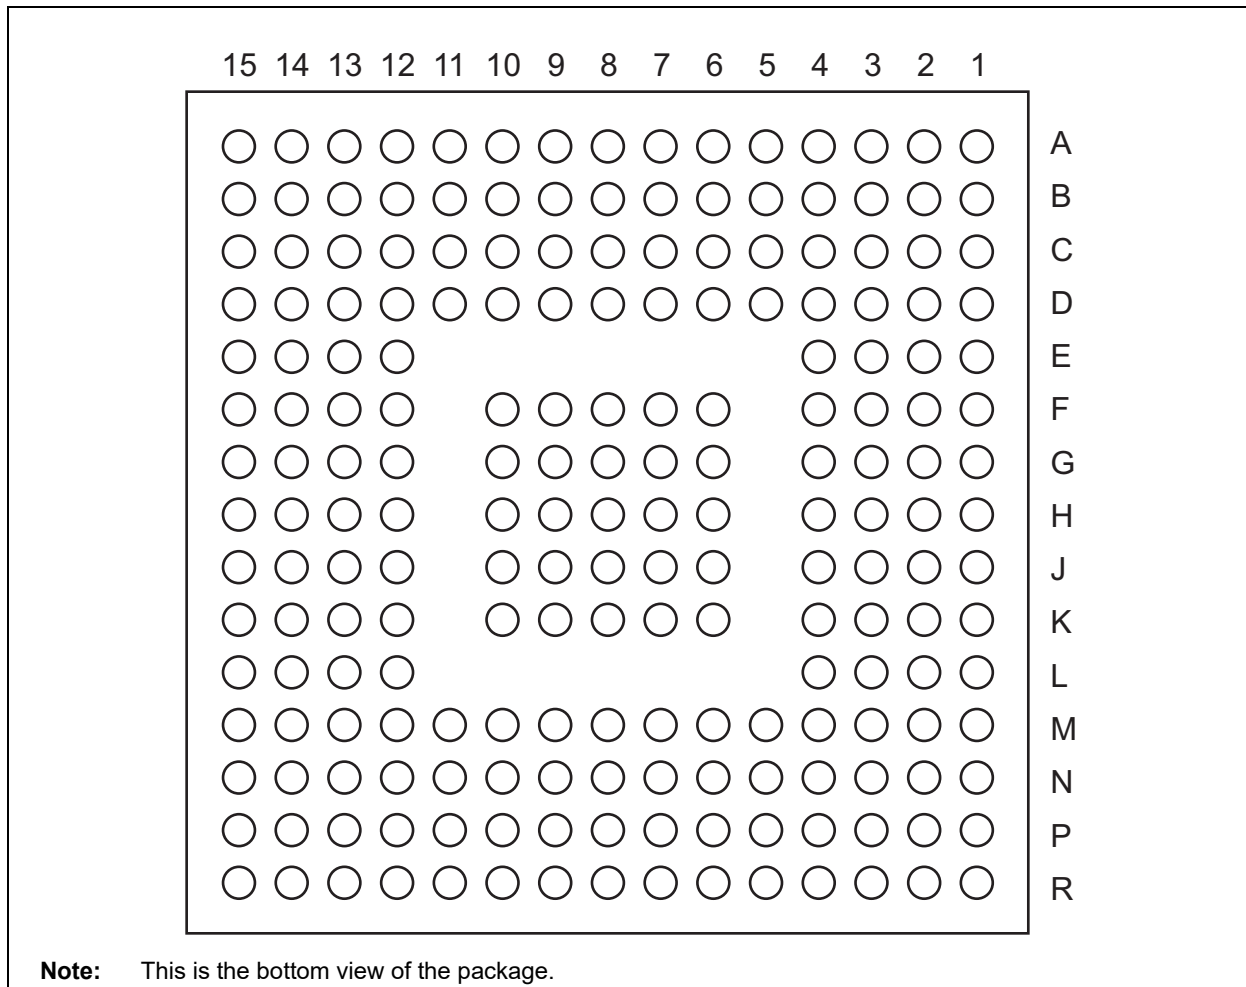 15 14 13 12 11 10 9 8 7 6 5 4 3 2 1
A
B
C
D
E
F
G
H
J
K
L
M
N
P
R
Note: This is the bottom view of the package.